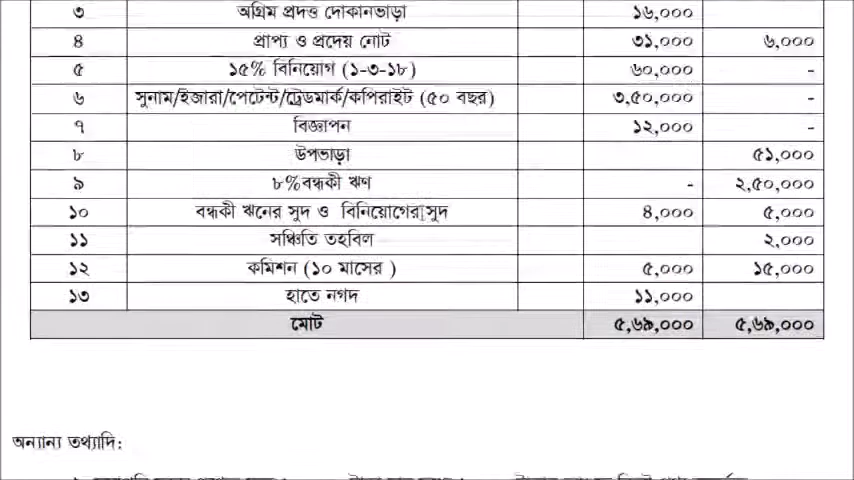 ৩ অগ্রিম প্রদত্ত দোকানভাড়া ১৬,০০০
৪ প্রাপ্য ও প্রদেয় নোট ৩১,০০০ ৬,০০০
৫ ১৫% বিনিয়োগ (১-৩-১৮) ৬০,০০০ -
৬ সুনাম/ইজারা/পেটেন্ট/ট্রেডমার্ক/কপিরাইট (৫০ বছর) ৩,৫০,০০০ -
৭ বিজ্ঞাপন ১২,০০০ -
৮ উপভাড়া ৫১,০০০
৯ ৮%বন্ধকী ঋণ - ২,৫০,০০০
১০ বন্ধকী ঋনের সুদ ও বিনিয়োগের সুদ ৪,০০০ ৫,০০০
১১ সঞ্চিতি তহবিল ২,০০০
১২ কমিশন (১০ মাসের ) ৫,০০০ ১৫,০০০
১৩ হাতে নগদ ১১,০০০
মোট ৫,৬৯,০০০ ৫,৬৯,০০০
অন্যান্য তথ্যাদি: